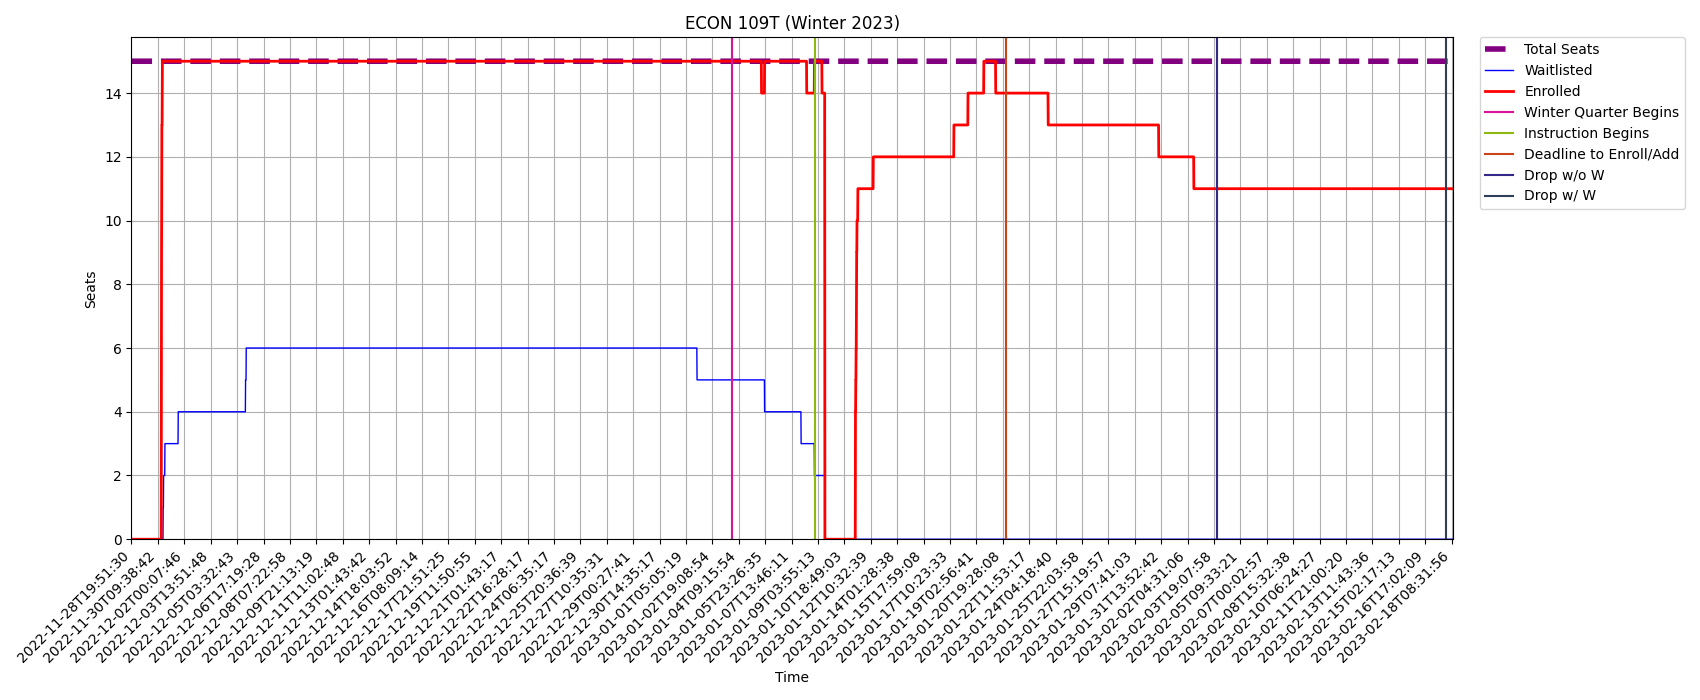 ECON 109T (Winter 2023)
Total Seats
Waitlisted
Enrolled
Winter Quarter Begins
Instruction Begins
Deadline to Enroll/Add
Drop w/o W
Drop w/ W
Seats
14
12
10
8
6
4
2
0
2022-11-28T19:51:30
2022-11-30T09:38:42
2022-12-02T00:07:46
2022-12-03T13:51:48
2022-12-05T03:32:43
2022-12-06T17:19:28
2022-12-08T07:22:58
2022-12-09T21:13:19
2022-12-11T11:02:48
2022-12-13T01:43:42
2022-12-14T18:03:52
2022-12-16T08:09:14
2022-12-17T21:51:25
2022-12-19T11:50:55
2022-12-21T01:43:17
2022-12-22T16:28:17
2022-12-24T06:35:17
2022-12-25T20:36:39
2022-12-27T10:35:31
2022-12-29T00:27:41
2022-12-30T14:35:17
2023-01-01T05:05:19
2023-01-02T19:08:54
2023-01-04T09:15:54
2023-01-05T23:26:35
2023-01-07T13:46:11
2023-01-09T03:55:13
2023-01-10T18:49:03
2023-01-12T10:32:39
2023-01-14T01:28:38
2023-01-15T17:59:08
2023-01-17T10:23:33
2023-01-19T02:56:41
2023-01-20T19:28:08
2023-01-22T11:53:17
2023-01-24T04:18:40
2023-01-25T22:03:58
2023-01-27T15:19:57
2023-01-29T07:41:03
2023-01-31T13:52:42
2023-02-02T04:31:06
2023-02-03T19:07:58
2023-02-05T09:33:21
2023-02-07T00:02:57
2023-02-08T15:32:38
2023-02-10T06:24:27
2023-02-11T21:00:20
2023-02-13T11:43:36
2023-02-15T02:17:13
2023-02-16T17:02:09
2023-02-18T08:31:56
Time